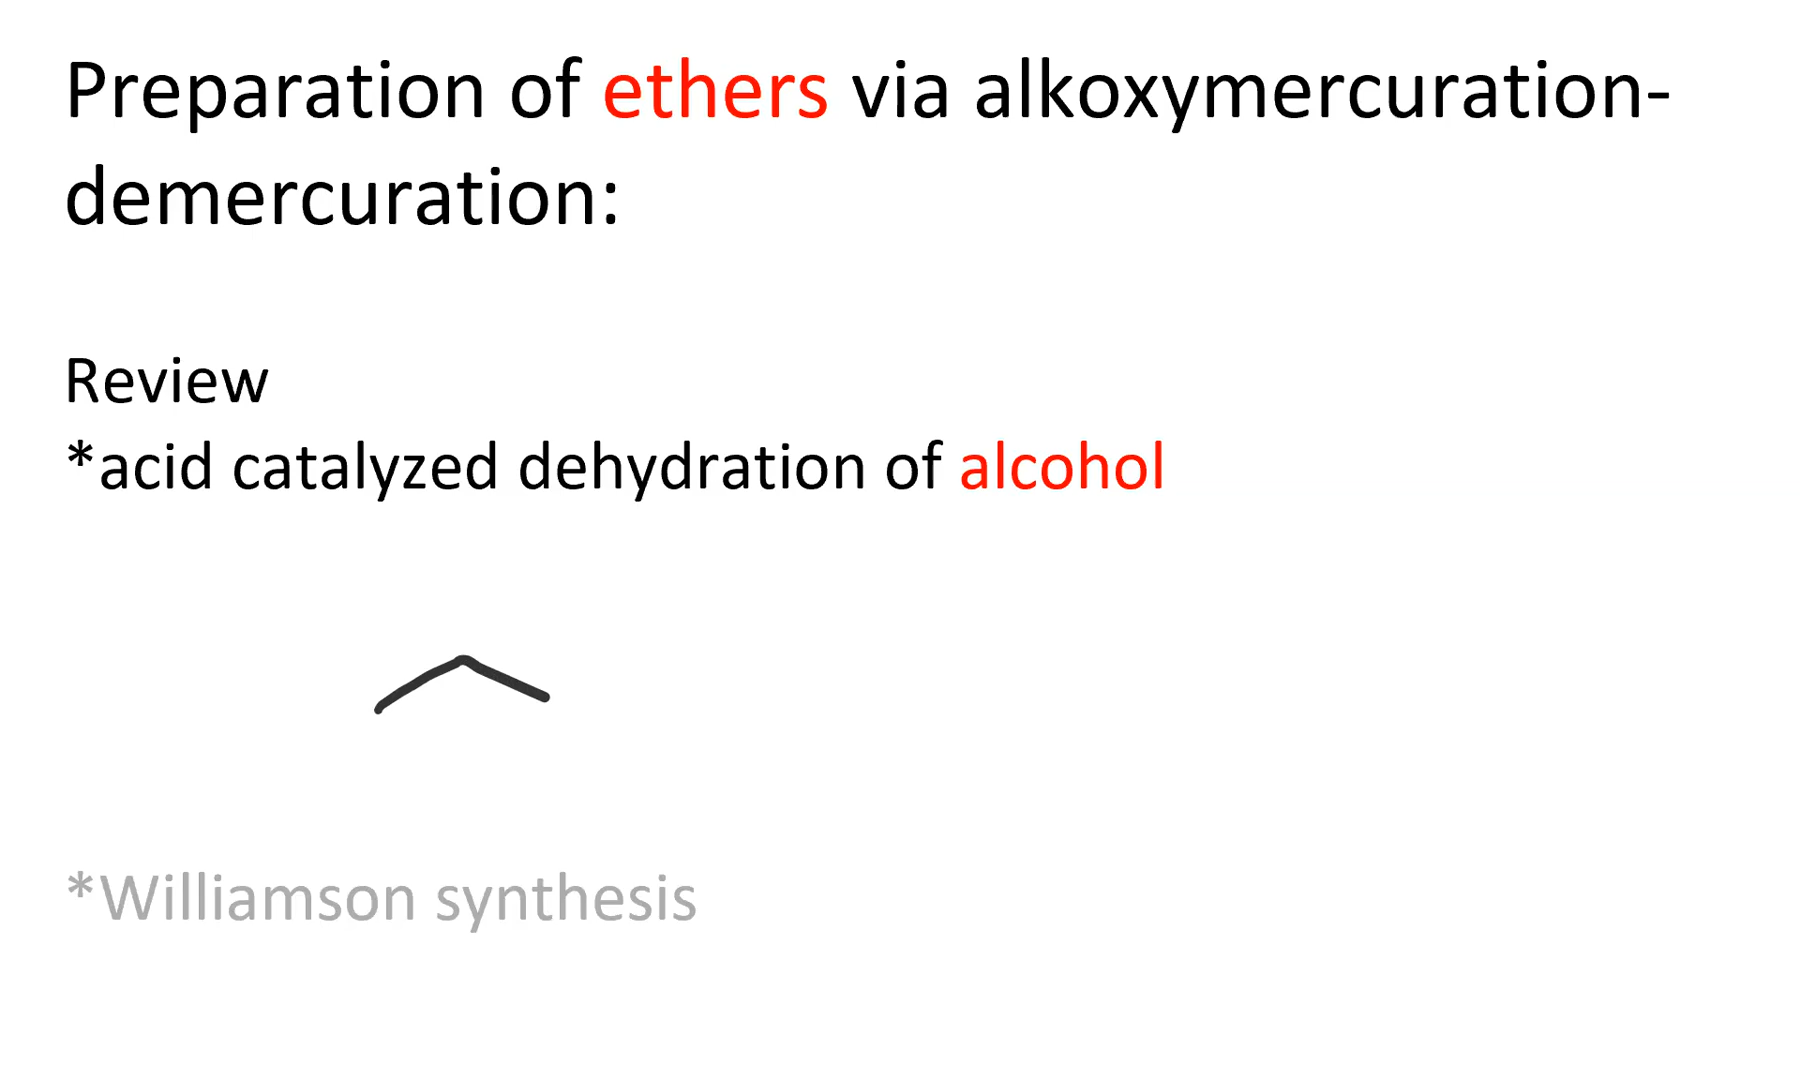 Preparation of ethers via alkoxymercuration-
demercuration:
Review
*acid catalyzed dehydration of alcohol
*Williamson synthesis